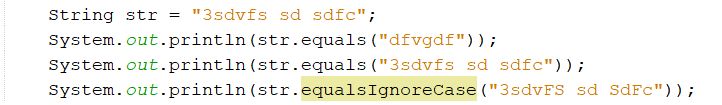 String str = "3sdvfs sd sdfc";
System.out.println(str.equals("dfvgdf"));
System.out.println(str.equals("3sdvfs sd sdfc"));
System.out.println(str.equalsIgnoreCase("3sdvFS sd SdFc"));